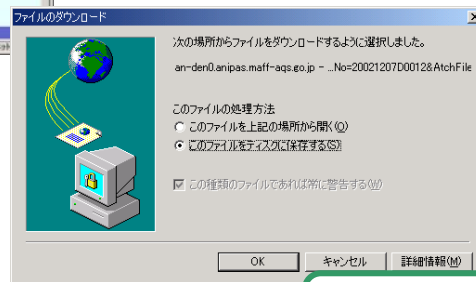 ファイルのダウンロード
次の場所からファイルをダウンロードするように選択しました。
an-den0.anipas.maff-aqs.go.jp - ...No=20021207D0012&AtchFile
このファイルの処理方法
このファイルを上記の場所から開く(O)
このファイルをディスクに保存する(S)
この種類のファイルであれば常に警告する(W)
OK
キャンセル
詳細情報(M)